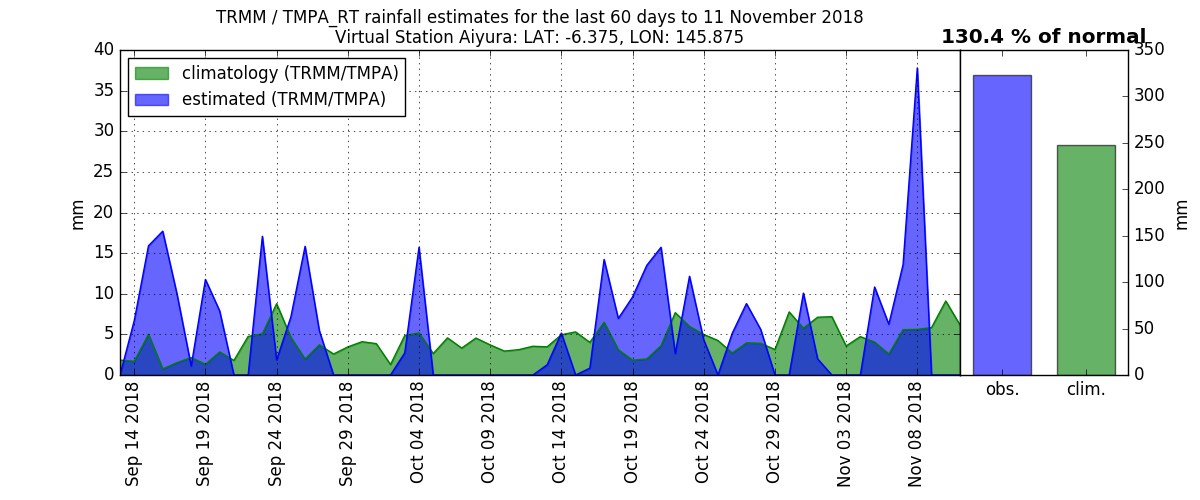 TRMM / TMPA_RT rainfall estimates for the last 60 days to 11 November 2018
Virtual Station Aiyura: LAT: -6.375, LON: 145.875
130.4 % of normal
climatology (TRMM/TMPA)
estimated (TRMM/TMPA)
mm
40
35
30
25
20
15
10
5
0
Sep 14 2018
Sep 19 2018
Sep 24 2018
Sep 29 2018
Oct 04 2018
Oct 09 2018
Oct 14 2018
Oct 19 2018
Oct 24 2018
Oct 29 2018
Nov 03 2018
Nov 08 2018
obs.
clim.
350
300
250
200
150
100
50
0
mm